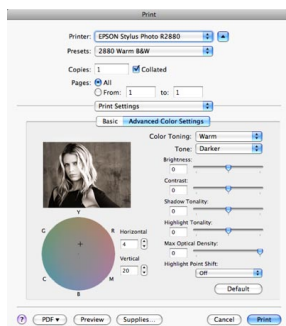 Print
Printer: EPSON Stylus Photo R2880
Presets: 2880 Warm B&W
Copies: 1 Collated
Pages: All
From: 1 to: 1
Print Settings
Basic Advanced Color Settings
Color Toning: Warm
Tone: Darker
Brightness:
0
Contrast:
0
Shadow Tonality:
0
Highlight Tonality:
0
Max Optical Density:
0
Highlight Point Shift:
Off
Y
G R
C M
B
Horizontal
4
Vertical
20
Default
? PDF▼ Preview Supplies... Cancel Print